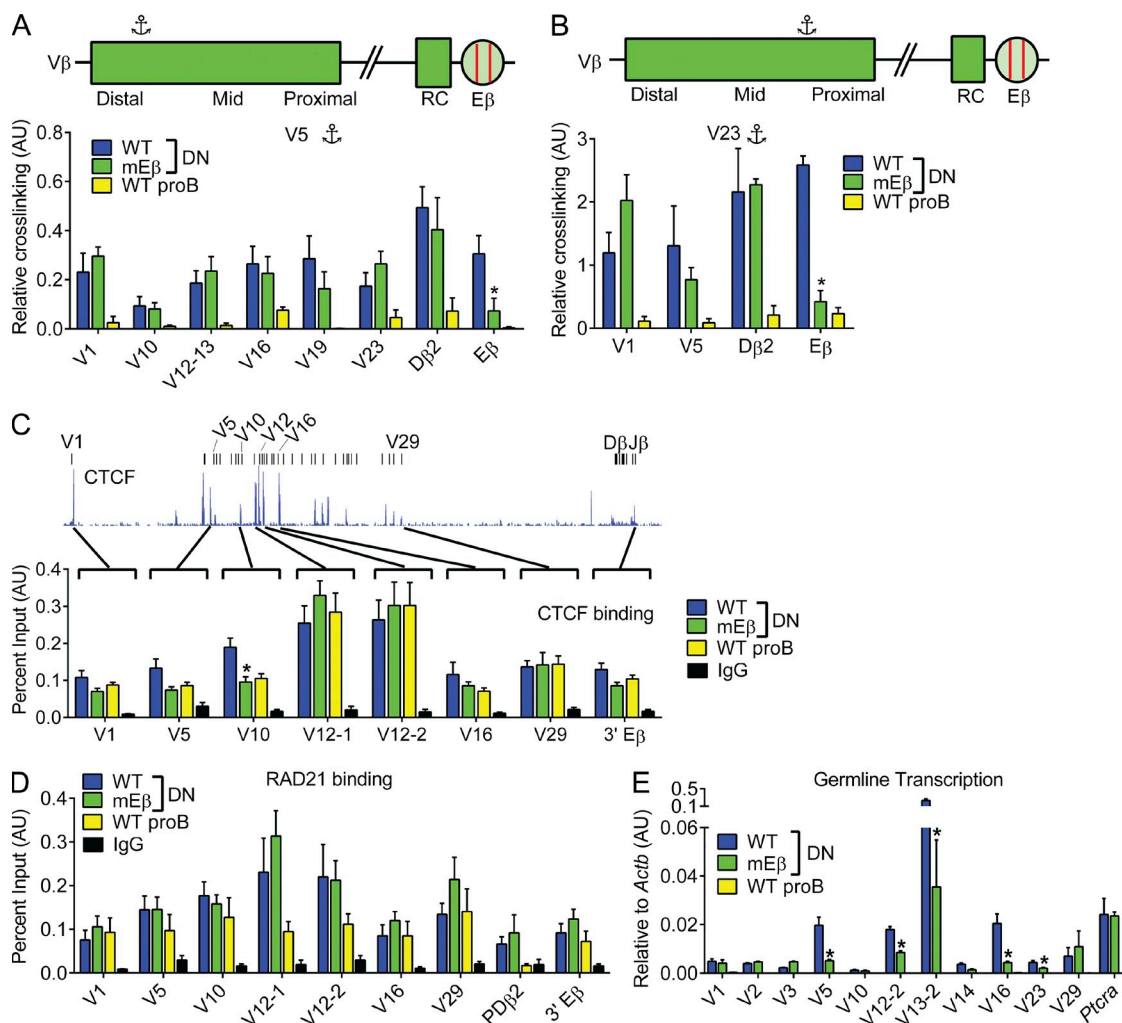 A
Vβ
Distal Mid Proximal RC Eβ
V5
Relative crosslinking (AU)
0.8
0.6
0.4
0.2
0.0
WT
mEβ
DN
WT proB
V1 V10 V12-13 V16 V19 V23 Dβ2 Eβ
B
Vβ
Distal Mid Proximal RC Eβ
V23
Relative crosslinking (AU)
3
2
1
0
WT
mEβ
DN
WT proB
*
V1 V5 Dβ2 Eβ
*
C
V1 V5 V10 V12 V16 V29 DβJβ
CTCF
Percent Input (AU)
0.4
0.3
0.2
0.1
0.0
CTCF binding
*
WT
mEβ
DN
WT proB
IgG
V1 V5 V10 V12-1 V12-2 V16 V29 3' Eβ
D
RAD21 binding
WT
mEβ
DN
WT proB
IgG
Percent Input (AU)
0.4
0.3
0.2
0.1
0.0
V1 V5 V10 V12-1 V12-2 V16 V29 PDβ2 3' Eβ
E
Germline Transcription
Relative to Actb (AU)
0.5
0.1
0.06
0.04
0.02
0.00
WT
mEβ
DN
WT proB
* * * * *
V1 V2 V3 V5 V10 V12-2 V13-2 V14 V16 V23 V29 Ptcra